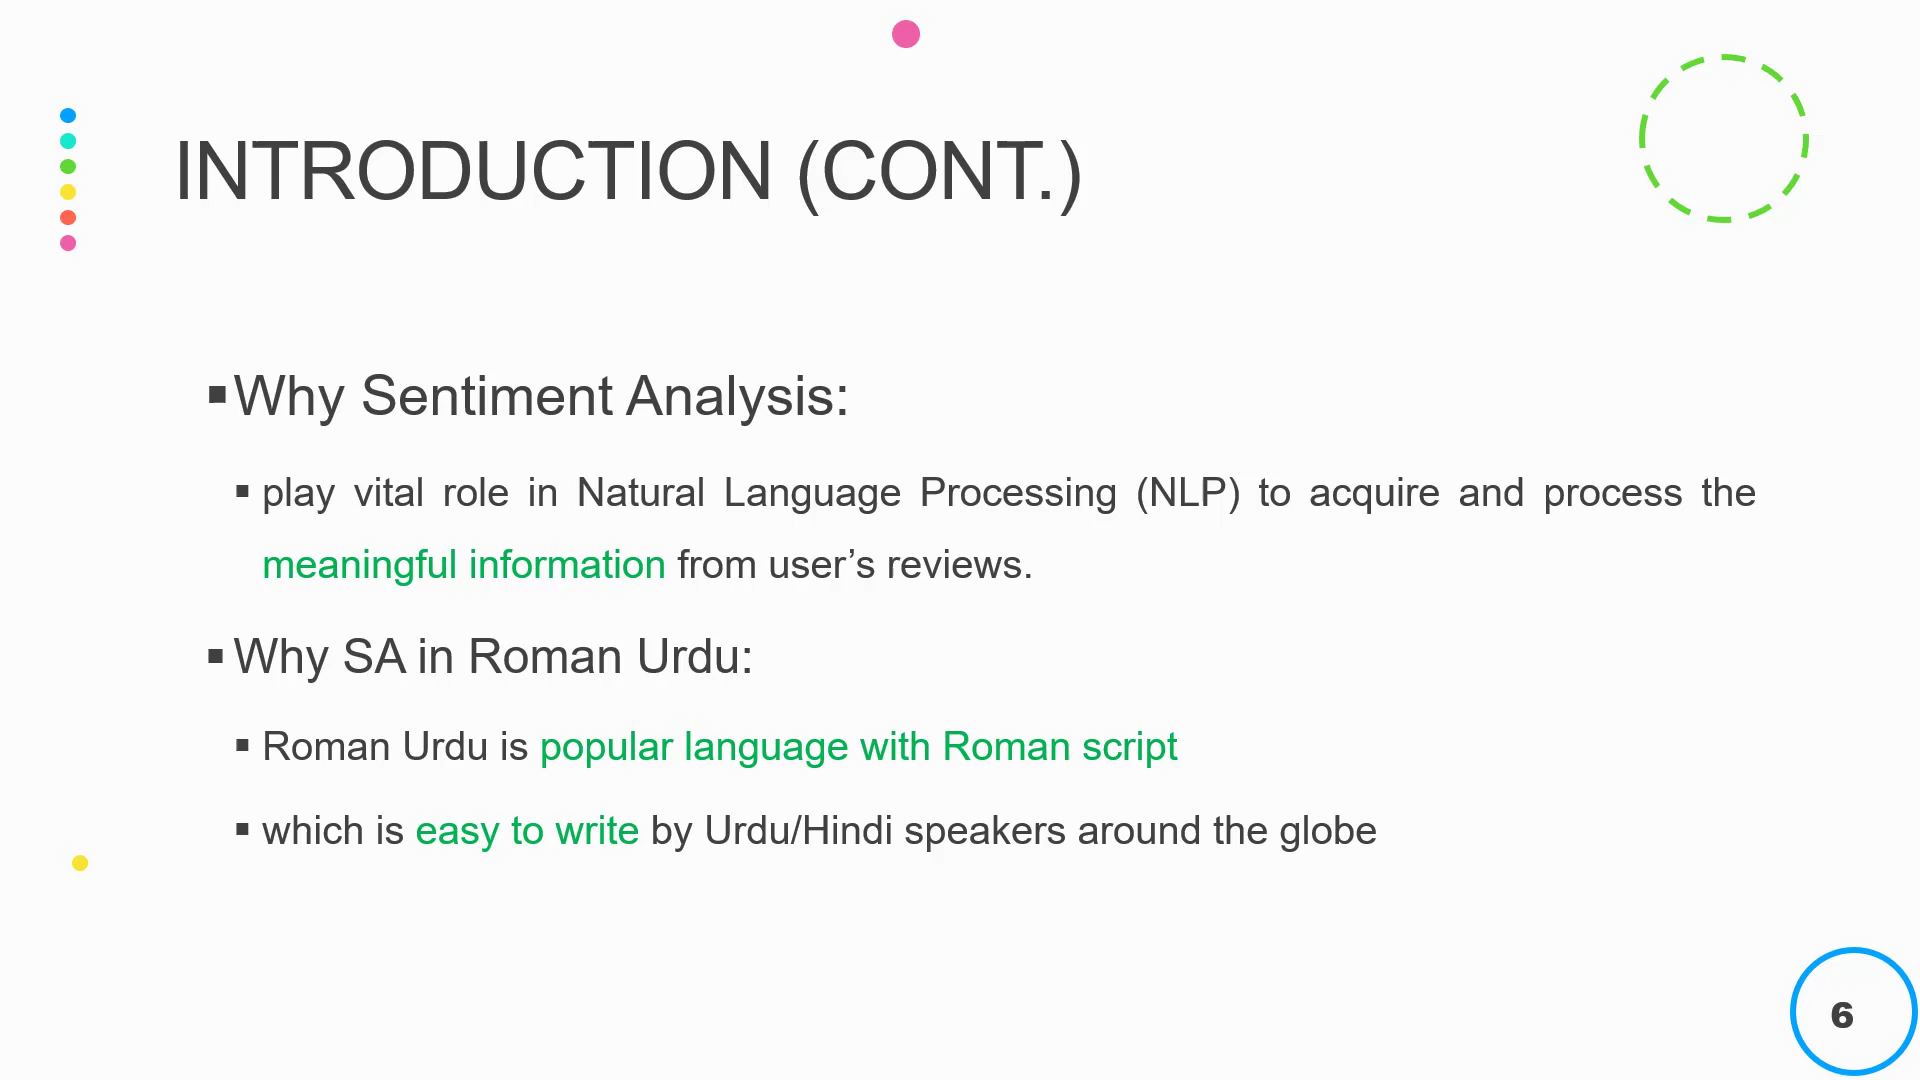 INTRODUCTION (CONT.)
▪Why Sentiment Analysis:
▪ play vital role in Natural Language Processing (NLP) to acquire and process the
meaningful information from user’s reviews.
▪ Why SA in Roman Urdu:
▪ Roman Urdu is popular language with Roman script
▪ which is easy to write by Urdu/Hindi speakers around the globe
6